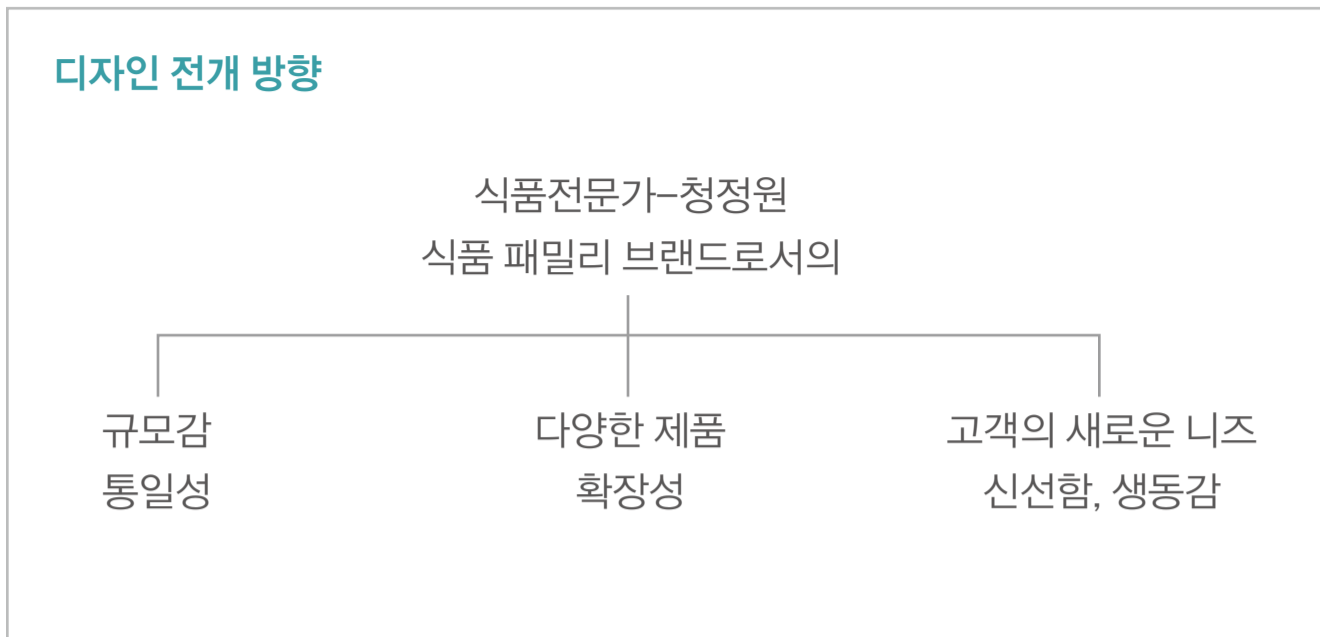 디자인 전개 방향
식품전문가-청정원
식품 패밀리 브랜드로서의
규모감
통일성
다양한 제품
확장성
고객의 새로운 니즈
신선함, 생동감